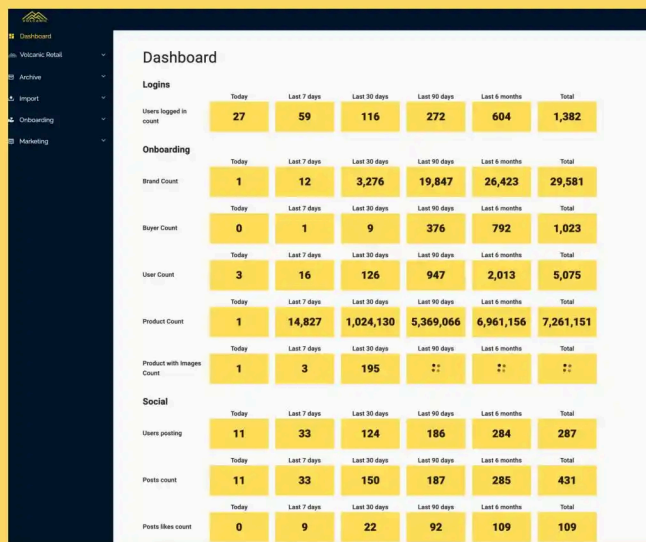 VOLCANIC
Dashboard
Volcanic Retail
Archive
Import
Onboarding
Marketing
Dashboard
Logins
Today Last 7 days Last 30 days Last 90 days Last 6 months Total
Users logged in
count
27 59 116 272 604 1,382
Onboarding
Today Last 7 days Last 30 days Last 90 days Last 6 months Total
Brand Count 1 12 3,276 19,847 26,423 29,581
Today Last 7 days Last 30 days Last 90 days Last 6 months Total
Buyer Count 0 1 9 376 792 1,023
Today Last 7 days Last 30 days Last 90 days Last 6 months Total
User Count 3 16 126 947 2,013 5,075
Today Last 7 days Last 30 days Last 90 days Last 6 months Total
Product Count 1 14,827 1,024,130 5,369,066 6,961,156 7,261,151
Today Last 7 days Last 30 days Last 90 days Last 6 months Total
Product with Images
Count
1 3 195
Social
Today Last 7 days Last 30 days Last 90 days Last 6 months Total
Users posting 11 33 124 186 284 287
Today Last 7 days Last 30 days Last 90 days Last 6 months Total
Posts count 11 33 150 187 285 431
Today Last 7 days Last 30 days Last 90 days Last 6 months Total
Posts likes count 0 9 22 92 109 109